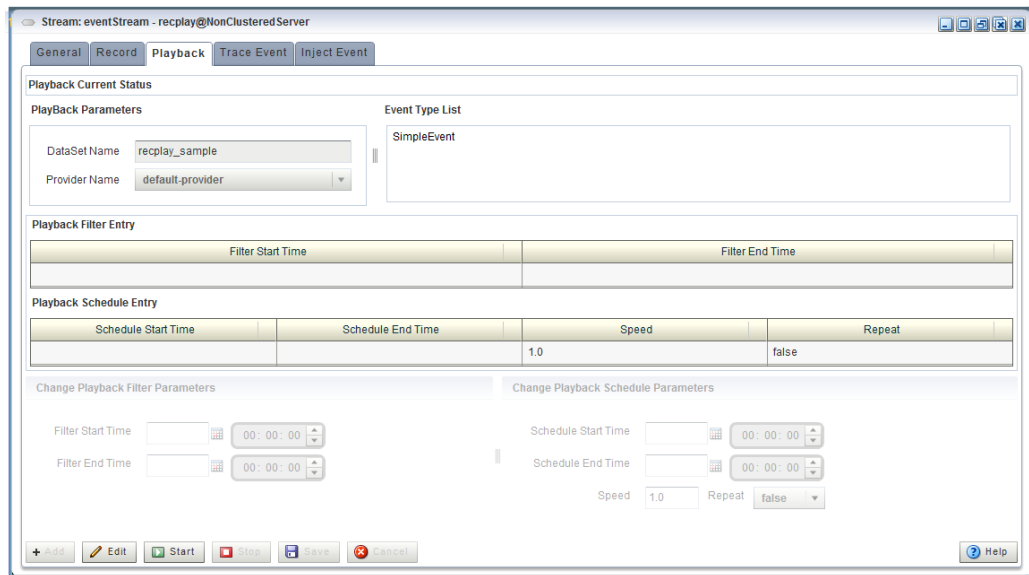 Stream: eventStream - recplay@NonClusteredServer
General Record Playback Trace Event Inject Event
Playback Current Status
PlayBack Parameters Event Type List
SimpleEvent
DataSet Name recplay_sample
Provider Name default-provider
Playback Filter Entry
Filter Start Time Filter End Time
Playback Schedule Entry
Schedule Start Time Schedule End Time Speed Repeat
1.0 false
Change Playback Filter Parameters Change Playback Schedule Parameters
Filter Start Time 00: 00: 00 Schedule Start Time 00: 00: 00
Filter End Time 00: 00: 00 Schedule End Time 00: 00: 00
Speed 1.0 Repeat false
Add Edit Start Stop Save Cancel Help